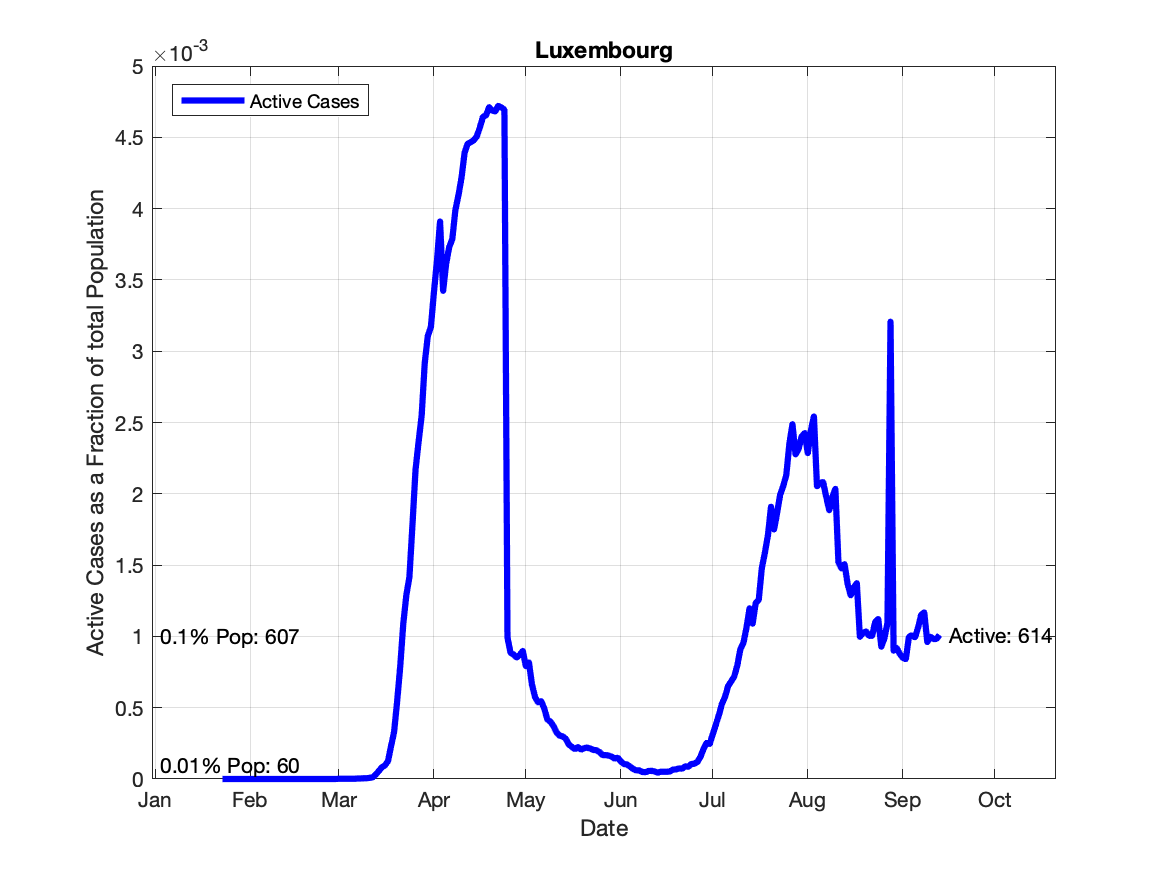 Luxembourg
×10-3
5
4.5
4
3.5
3
2.5
2
1.5
1
0.5
0
Active Cases as a Fraction of total Population
Active Cases
0.1% Pop: 607
0.01% Pop: 60
Active: 614
Jan Feb Mar Apr May Jun Jul Aug Sep Oct
Date